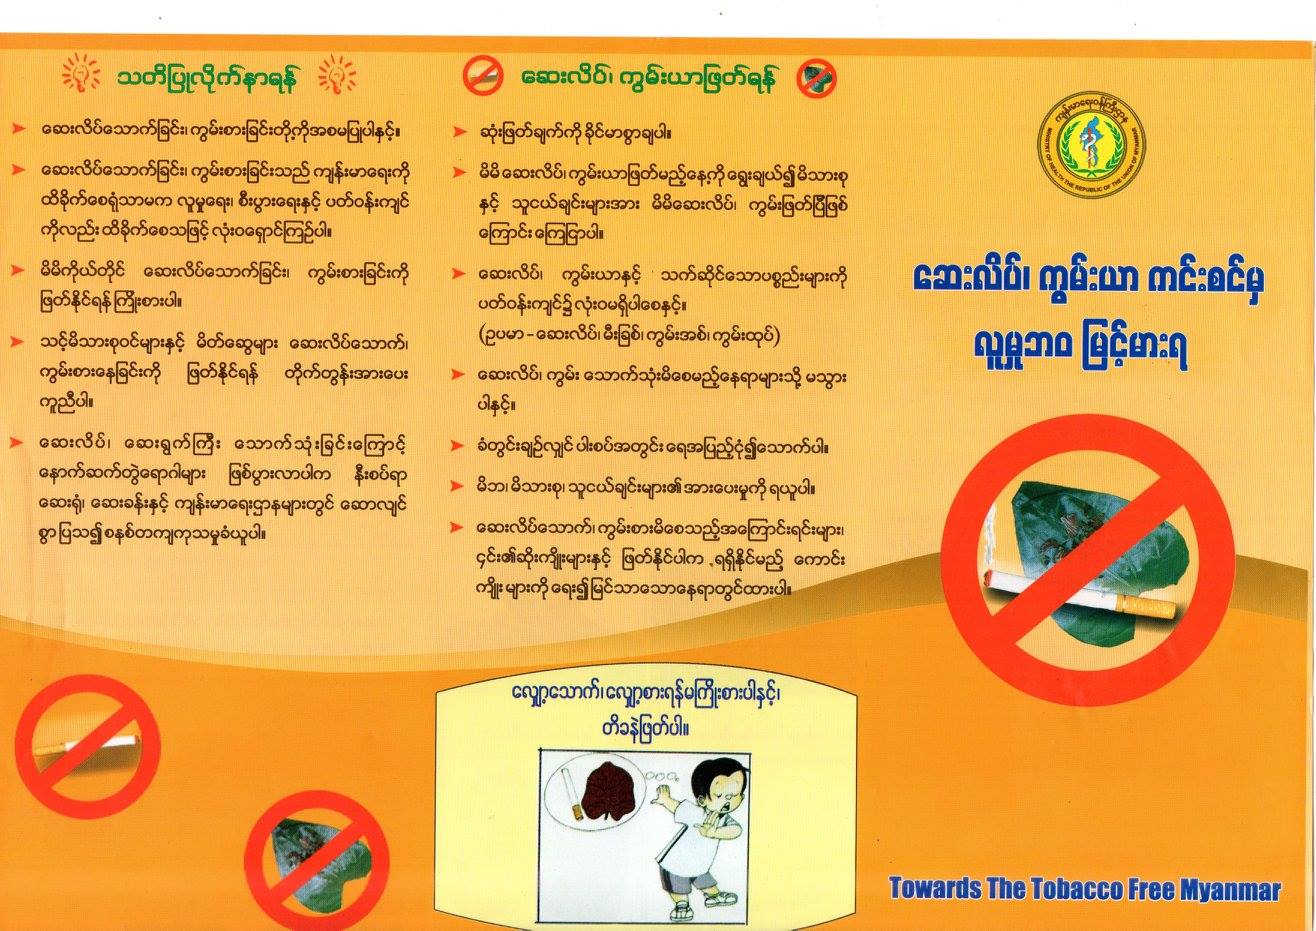 သတိပြုလိုက်နာရန်
ဆေးလိပ်သောက်ခြင်း၊ ကွမ်းစားခြင်းတို့ကိုအစမပြုပါနှင့်။
ဆေးလိပ်သောက်ခြင်း၊ ကွမ်းစားခြင်းသည် ကျန်းမာရေးကို
ထိခိုက်စေရုံသာမက လူမှုရေး၊ စီးပွားရေးနှင့် ပတ်ဝန်းကျင်
ကိုလည်း ထိခိုက်စေသဖြင့် လုံးဝရှောင်ကြဉ်ပါ။
မိမိကိုယ်တိုင် ဆေးလိပ်သောက်ခြင်း၊ ကွမ်းစားခြင်းကို
ဖြတ်နိုင်ရန် ကြိုးစားပါ။
သင့်မိသားစုဝင်များနှင့် မိတ်ဆွေများ ဆေးလိပ်သောက်၊
ကွမ်းစားနေခြင်းကို ဖြတ်နိုင်ရန် တိုက်တွန်းအားပေး
ကူညီပါ။
ဆေးလိပ်၊ ဆေးရွက်ကြီး သောက်သုံးခြင်းကြောင့်
နောက်ဆက်တွဲရောဂါများ ဖြစ်ပွားလာပါက နီးစပ်ရာ
ဆေးရုံ၊ ဆေးခန်းနှင့် ကျန်းမာရေးဌာနများတွင် ဆောလျင်
စွာပြသ၍ စနစ်တကျကုသမှုခံယူပါ။
ဆေးလိပ်၊ ကွမ်းယာဖြတ်ရန်
ဆုံးဖြတ်ချက်ကို ခိုင်မာစွာချပါ။
မိမိ ဆေးလိပ်၊ ကွမ်းယာဖြတ်မည့်နေ့ကို ရွေးချယ်၍ မိသားစု
နှင့် သူငယ်ချင်းများအား မိမိဆေးလိပ်၊ ကွမ်းဖြတ်ပြီဖြစ်
ကြောင်း ကြေငြာပါ။
ဆေးလိပ်၊ ကွမ်းယာနှင့် သက်ဆိုင်သောပစ္စည်းများကို
ပတ်ဝန်းကျင်၌ လုံးဝမရှိပါစေနှင့်။
(ဥပမာ - ဆေးလိပ်၊ မီးခြစ်၊ ကွမ်းအစ်၊ ကွမ်းထုပ်)
ဆေးလိပ်၊ ကွမ်း သောက်သုံးမိစေမည့်နေရာများသို့ မသွား
ပါနှင့်။
ခံတွင်းချဉ်လျှင် ပါးစပ်အတွင်း ရေအပြည့်ငုံ၍သောက်ပါ။
မိဘ၊ မိသားစု၊ သူငယ်ချင်းများ၏ အားပေးမှုကို ရယူပါ။
ဆေးလိပ်သောက်၊ ကွမ်းစားမိစေသည့်အကြောင်းရင်းများ၊
၎င်း၏ဆိုးကျိုးများနှင့် ဖြတ်နိုင်ပါက ရရှိနိုင်မည့် ကောင်း
ကျိုးများကို ရေး၍ မြင်သာသောနေရာတွင်ထားပါ။
လျှော့သောက်၊ လျှော့စားရန်မကြိုးစားပါနှင့်၊
တိခနဲဖြတ်ပါ။
ကျန်းမာရေးဝန်ကြီးဌာန
MINISTRY OF HEALTH THE REPUBLIC OF THE UNION OF MYANMAR
ဆေးလိပ်၊ ကွမ်းယာ ကင်းစင်မှ
လူမှုဘဝ မြင့်မားရ
Towards The Tobacco Free Myanmar